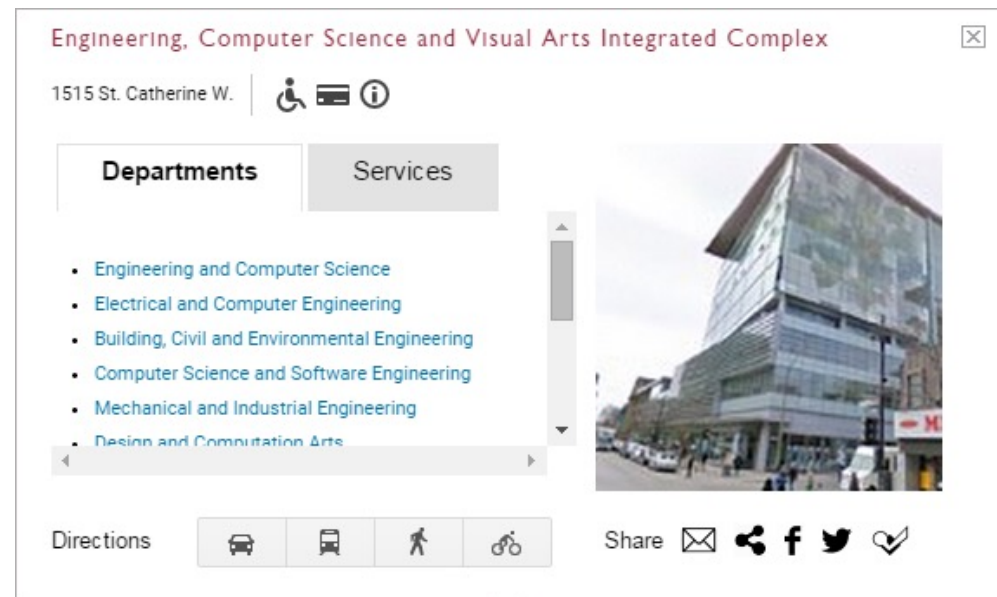 Engineering, Computer Science and Visual Arts Integrated Complex
1515 St. Catherine W.
Departments
Services
Engineering and Computer Science
Electrical and Computer Engineering
Building, Civil and Environmental Engineering
Computer Science and Software Engineering
Mechanical and Industrial Engineering
Design and Computation Arts
Directions
Share